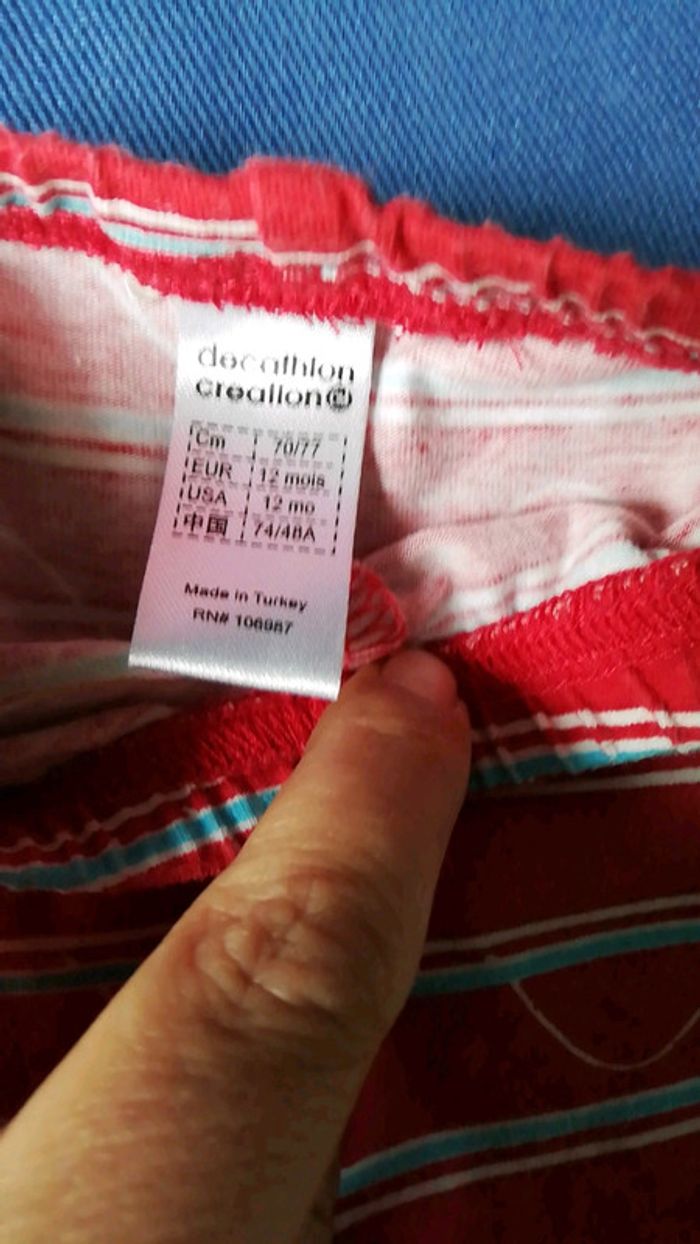 decathlon
creation©
Cm 70/77
EUR 12 mois
USA 12 mo
中国 74/48A
Made in Turkey
RN# 106987